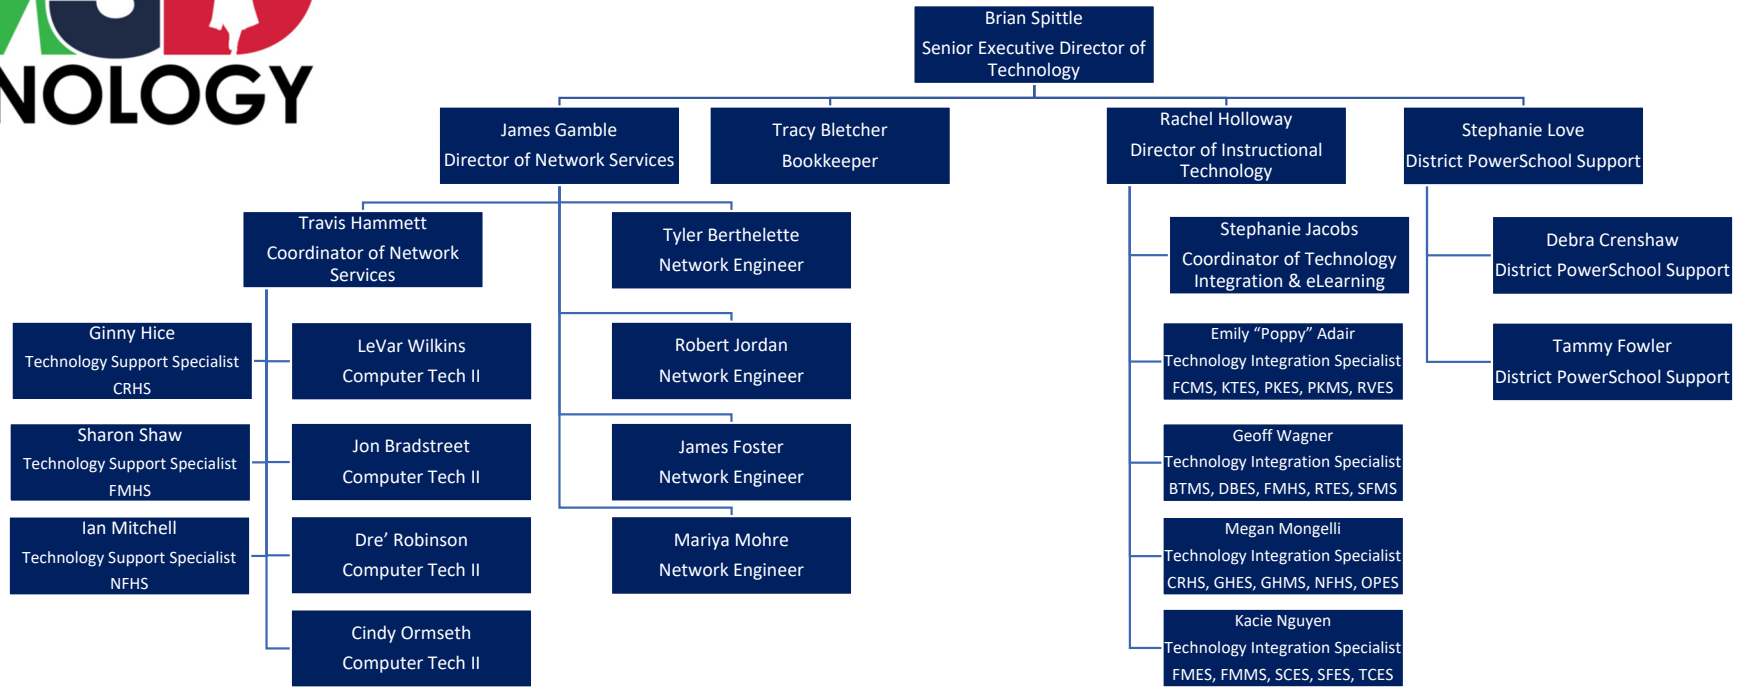 NOLOGY
Brian Spittle
Senior Executive Director of
Technology
James Gamble
Director of Network Services
Tracy Bletcher
Bookkeeper
Rachel Holloway
Director of Instructional
Technology
Stephanie Love
District PowerSchool Support
Travis Hammett
Coordinator of Network
Services
Tyler Berthelette
Network Engineer
Stephanie Jacobs
Coordinator of Technology
Integration & eLearning
Debra Crenshaw
District PowerSchool Support
Ginny Hice
Technology Support Specialist
CRHS
LeVar Wilkins
Computer Tech II
Robert Jordan
Network Engineer
Emily “Poppy” Adair
Technology Integration Specialist
FCMS, KTES, PKES, PKMS, RVES
Tammy Fowler
District PowerSchool Support
Sharon Shaw
Technology Support Specialist
FMHS
Jon Bradstreet
Computer Tech II
James Foster
Network Engineer
Geoff Wagner
Technology Integration Specialist
BTMS, DBES, FMHS, RTES, SFMS
Ian Mitchell
Technology Support Specialist
NFHS
Dre’ Robinson
Computer Tech II
Mariya Mohre
Network Engineer
Megan Mongelli
Technology Integration Specialist
CRHS, GHES, GHMS, NFHS, OPES
Cindy Ormseth
Computer Tech II
Kacie Nguyen
Technology Integration Specialist
FMES, FMMS, SCES, SFES, TCES